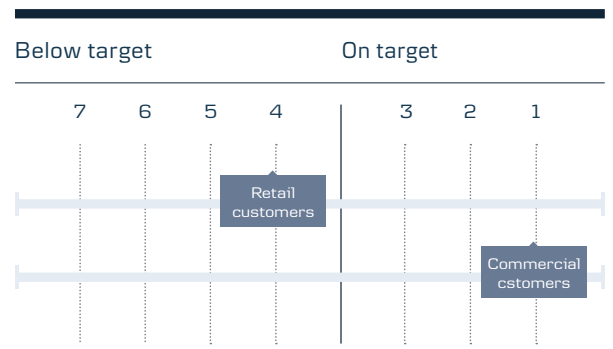 Below target On target
7 6 5 4 3 2 1
Retail
customers
Commercial
cstomers